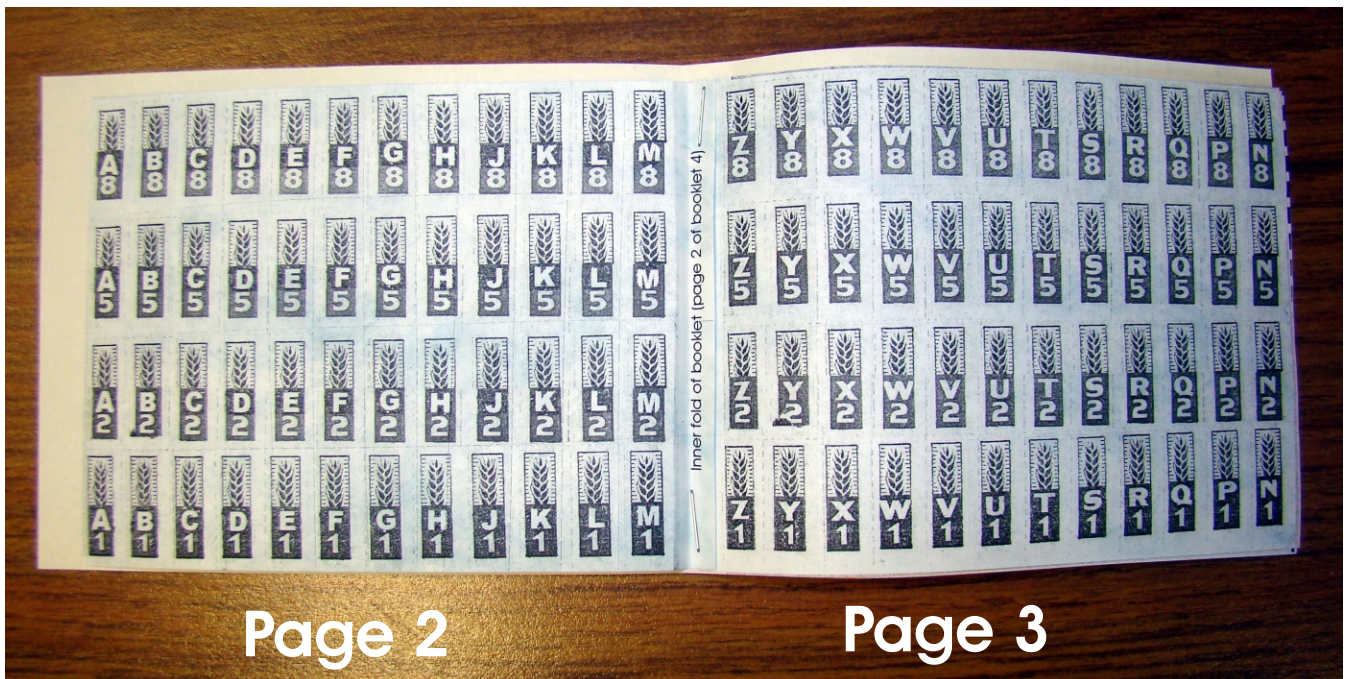 A8 B8 C8 D8 E8 F8 G8 H8 J8 K8 L8 M8
A5 B5 C5 D5 E5 F5 G5 H5 J5 K5 L5 M5
A2 B2 C2 D2 E2 F2 G2 H2 J2 K2 L2 M2
A1 B1 C1 D1 E1 F1 G1 H1 J1 K1 L1 M1
Inner fold of booklet (page 2 of booklet 4)
Z8 Y8 X8 W8 V8 U8 T8 S8 R8 Q8 P8 N8
Z5 Y5 X5 W5 V5 U5 T5 S5 R5 Q5 P5 N5
Z2 Y2 X2 W2 V2 U2 T2 S2 R2 Q2 P2 N2
Z1 Y1 X1 W1 V1 U1 T1 S1 R1 Q1 P1 N1
Page 2
Page 3